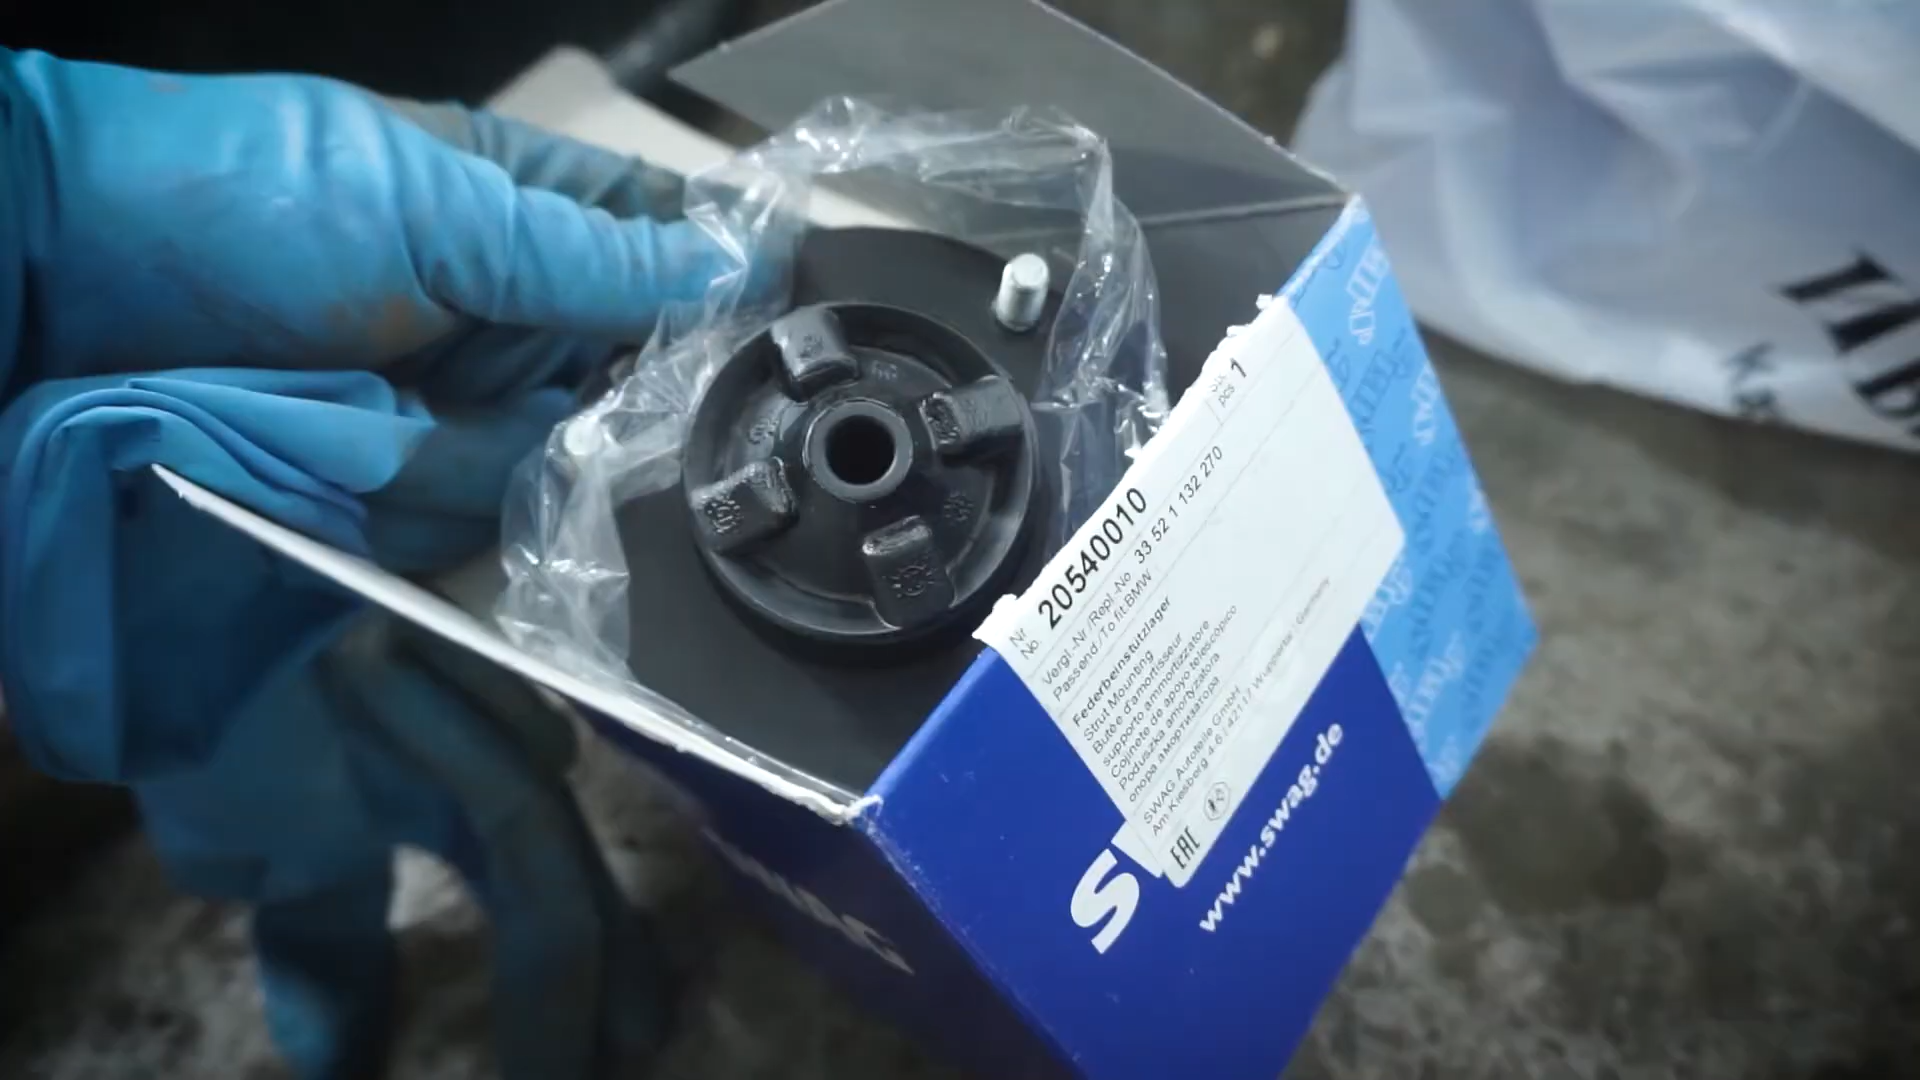 Stk
pcs 1
Nr
No. 20540010
Vergl.-Nr./Repl.-No 33 52 1 132 270
Passend./To fit:BMW
Federbeinstützlager
Strut Mounting
Butée d'amortisseur
supporto ammortizzatore
Cojinete de apoyo telescópico
Poduszka amortyzatora
опора амортизатора
SWAG Autoteile GmbH
Am Kiesberg 4-6 / 42117 Wuppertal - Germany
EAC
www.swag.de